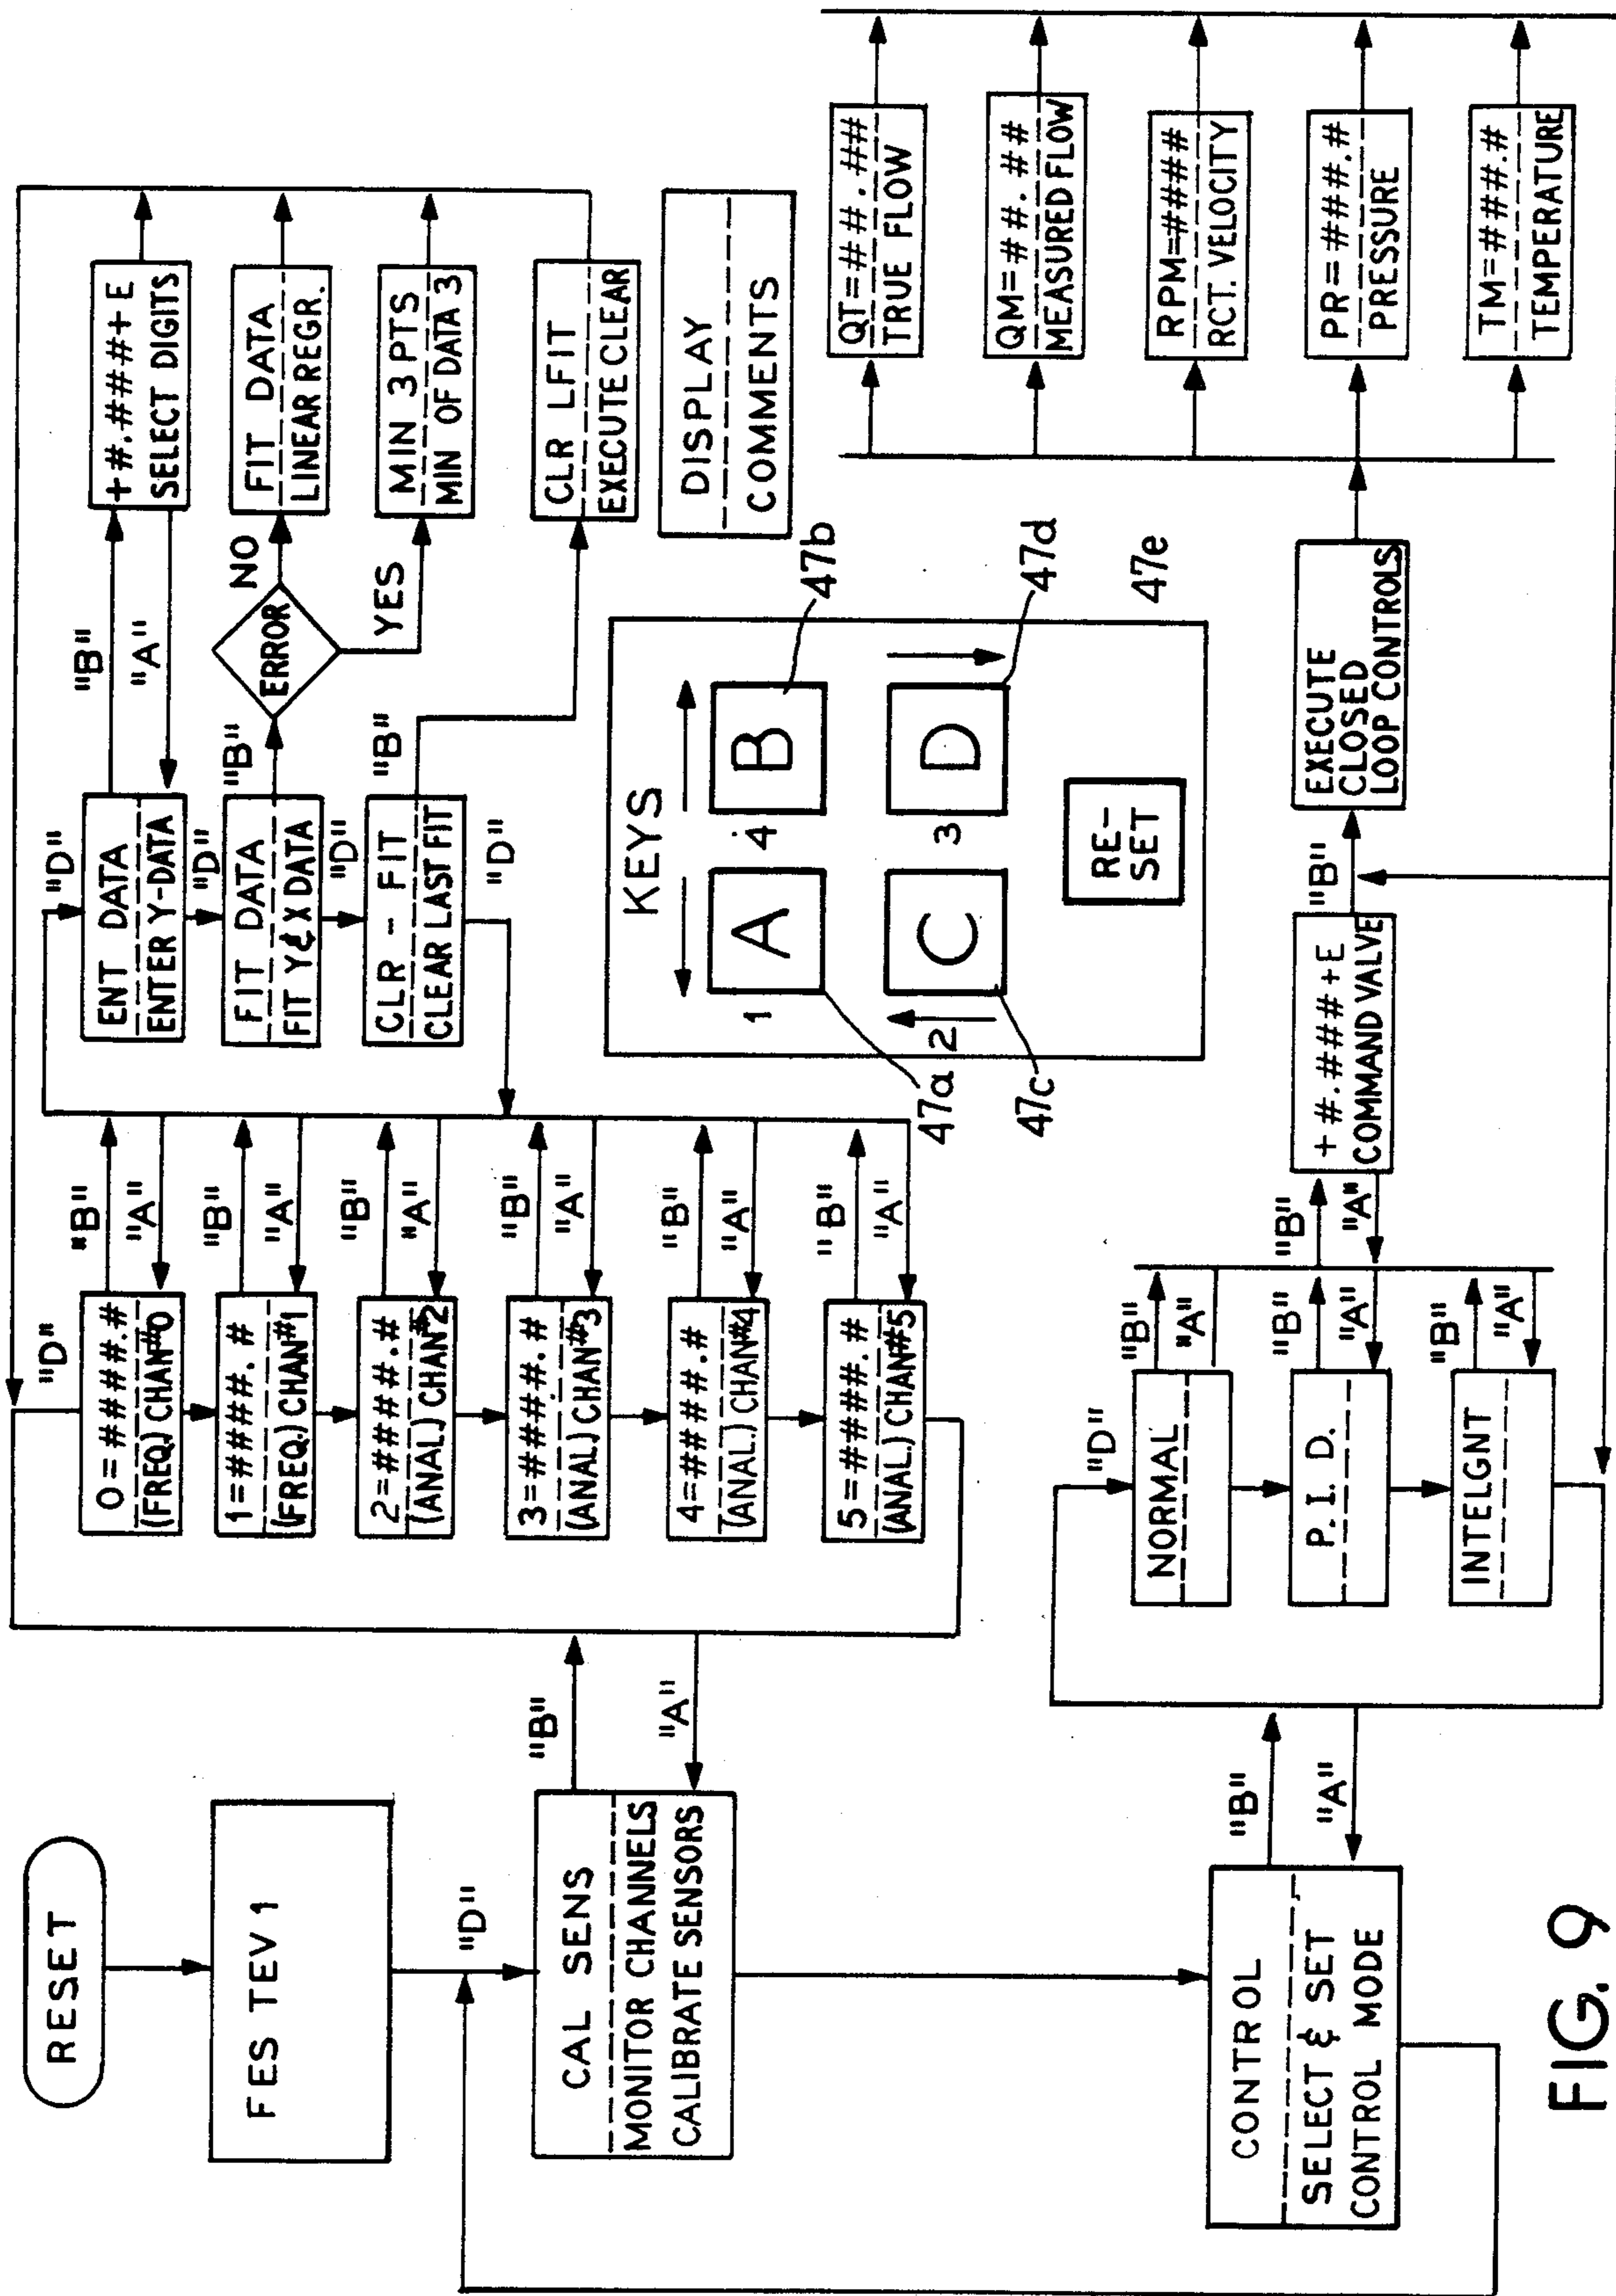 RESET
FES TEV 1
"D"
CAL SENS
MONITOR CHANNELS
CALIBRATE SENSORS
"B"
"A"
CONTROL
SELECT & SET
CONTROL MODE
"B"
"A"
"D"
0=####.#
(FREQ.) CHAN#0
"B"
"A"
1=####.#
(FREQ.) CHAN#1
"B"
"A"
2=####.#
(ANAL.) CHAN#2
"B"
"A"
3=####.#
(ANAL.) CHAN#3
"B"
"A"
4=####.#
(ANAL.) CHAN#4
"B"
"A"
5=####.#
(ANAL.) CHAN#5
"B"
"A"
"D"
ENT DATA
ENTER Y-DATA
"B"
"A"
"D"
FIT DATA
FIT Y & X DATA
"B"
"D"
CLR - FIT
CLEAR LAST FIT
"B"
"D"
+#.###+E
SELECT DIGITS
ERROR
NO
YES
FIT DATA
LINEAR REGR.
MIN 3 PTS
MIN OF DATA 3
CLR LFIT
EXECUTE CLEAR
DISPLAY
COMMENTS
KEYS
1
A
4
B
2
C
3
D
RE-
SET
47a
47b
47c
47d
47e
"D"
NORMAL
"B"
"A"
P. I. D.
"B"
"A"
INTELGNT
"B"
"A"
"B"
"A"
+#.###+E
COMMAND VALVE
"B"
EXECUTE
CLOSED
LOOP CONTROLS
QT=##.###
TRUE FLOW
QM=##.###
MEASURED FLOW
RPM=####
RCT. VELOCITY
PR=###.#
PRESSURE
TM=###.#
TEMPERATURE
FIG. 9